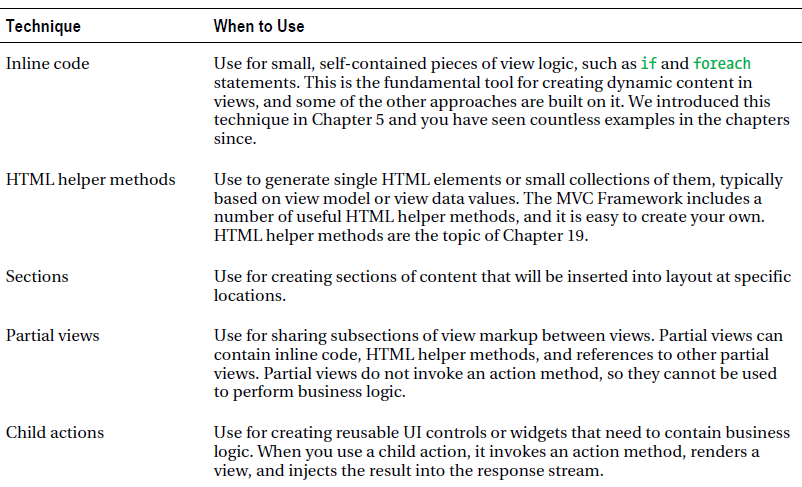 Technique When to Use
Inline code Use for small, self-contained pieces of view logic, such as if and foreach
statements. This is the fundamental tool for creating dynamic content in
views, and some of the other approaches are built on it. We introduced this
technique in Chapter 5 and you have seen countless examples in the chapters
since.
HTML helper methods Use to generate single HTML elements or small collections of them, typically
based on view model or view data values. The MVC Framework includes a
number of useful HTML helper methods, and it is easy to create your own.
HTML helper methods are the topic of Chapter 19.
Sections Use for creating sections of content that will be inserted into layout at specific
locations.
Partial views Use for sharing subsections of view markup between views. Partial views can
contain inline code, HTML helper methods, and references to other partial
views. Partial views do not invoke an action method, so they cannot be used
to perform business logic.
Child actions Use for creating reusable UI controls or widgets that need to contain business
logic. When you use a child action, it invokes an action method, renders a
view, and injects the result into the response stream.